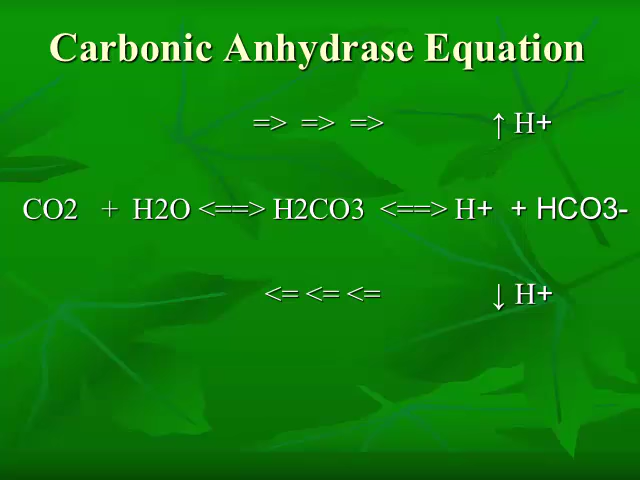 Carbonic Anhydrase Equation
=> => => ↑ H+
CO2 + H2O <==> H2CO3 <==> H+ + HCO3-
<= <= <= ↓ H+